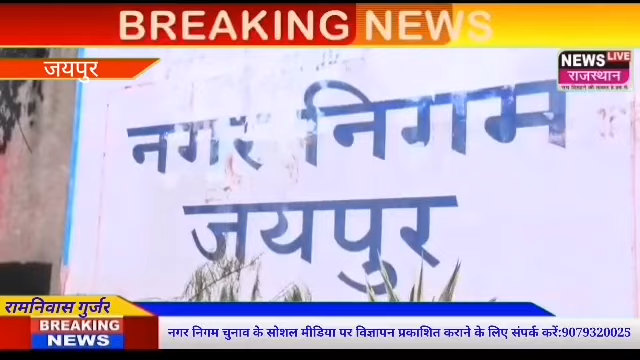 BREAKING NEWS
जयपुर
NEWS LIVE
राजस्थान
नगर निगम
जयपुर
रामनिवास गुर्जर
BREAKING
NEWS
नगर निगम चुनाव के सोशल मीडिया पर विज्ञापन प्रकाशित कराने के लिए संपर्क करें:9079320025